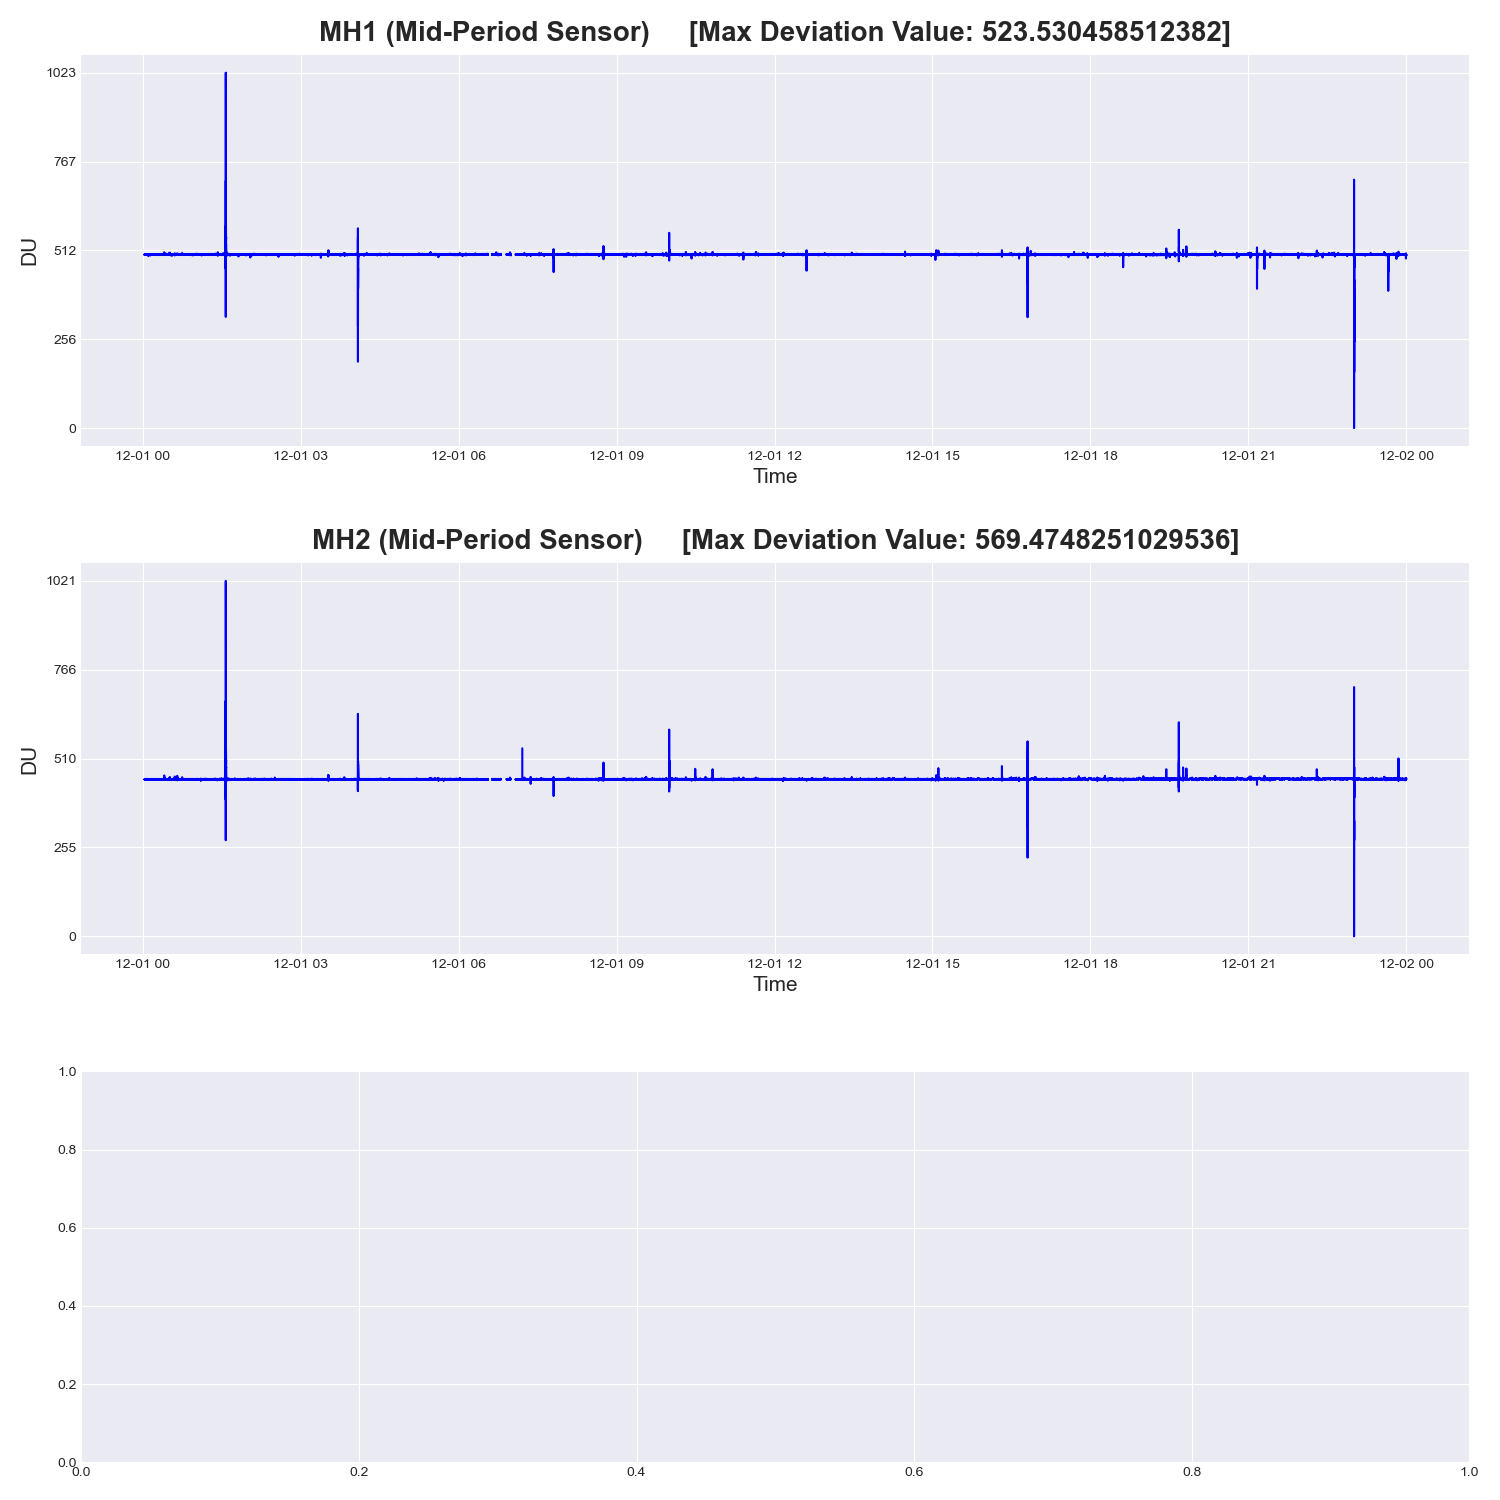 MH1 (Mid-Period Sensor) [Max Deviation Value: 523.530458512382]
1023
767
512
256
0
DU
12-01 00 12-01 03 12-01 06 12-01 09 12-01 12 12-01 15 12-01 18 12-01 21 12-02 00
Time
MH2 (Mid-Period Sensor) [Max Deviation Value: 569.4748251029536]
1021
766
510
255
0
DU
12-01 00 12-01 03 12-01 06 12-01 09 12-01 12 12-01 15 12-01 18 12-01 21 12-02 00
Time
1.0
0.8
0.6
0.4
0.2
0.0
0.0 0.2 0.4 0.6 0.8 1.0